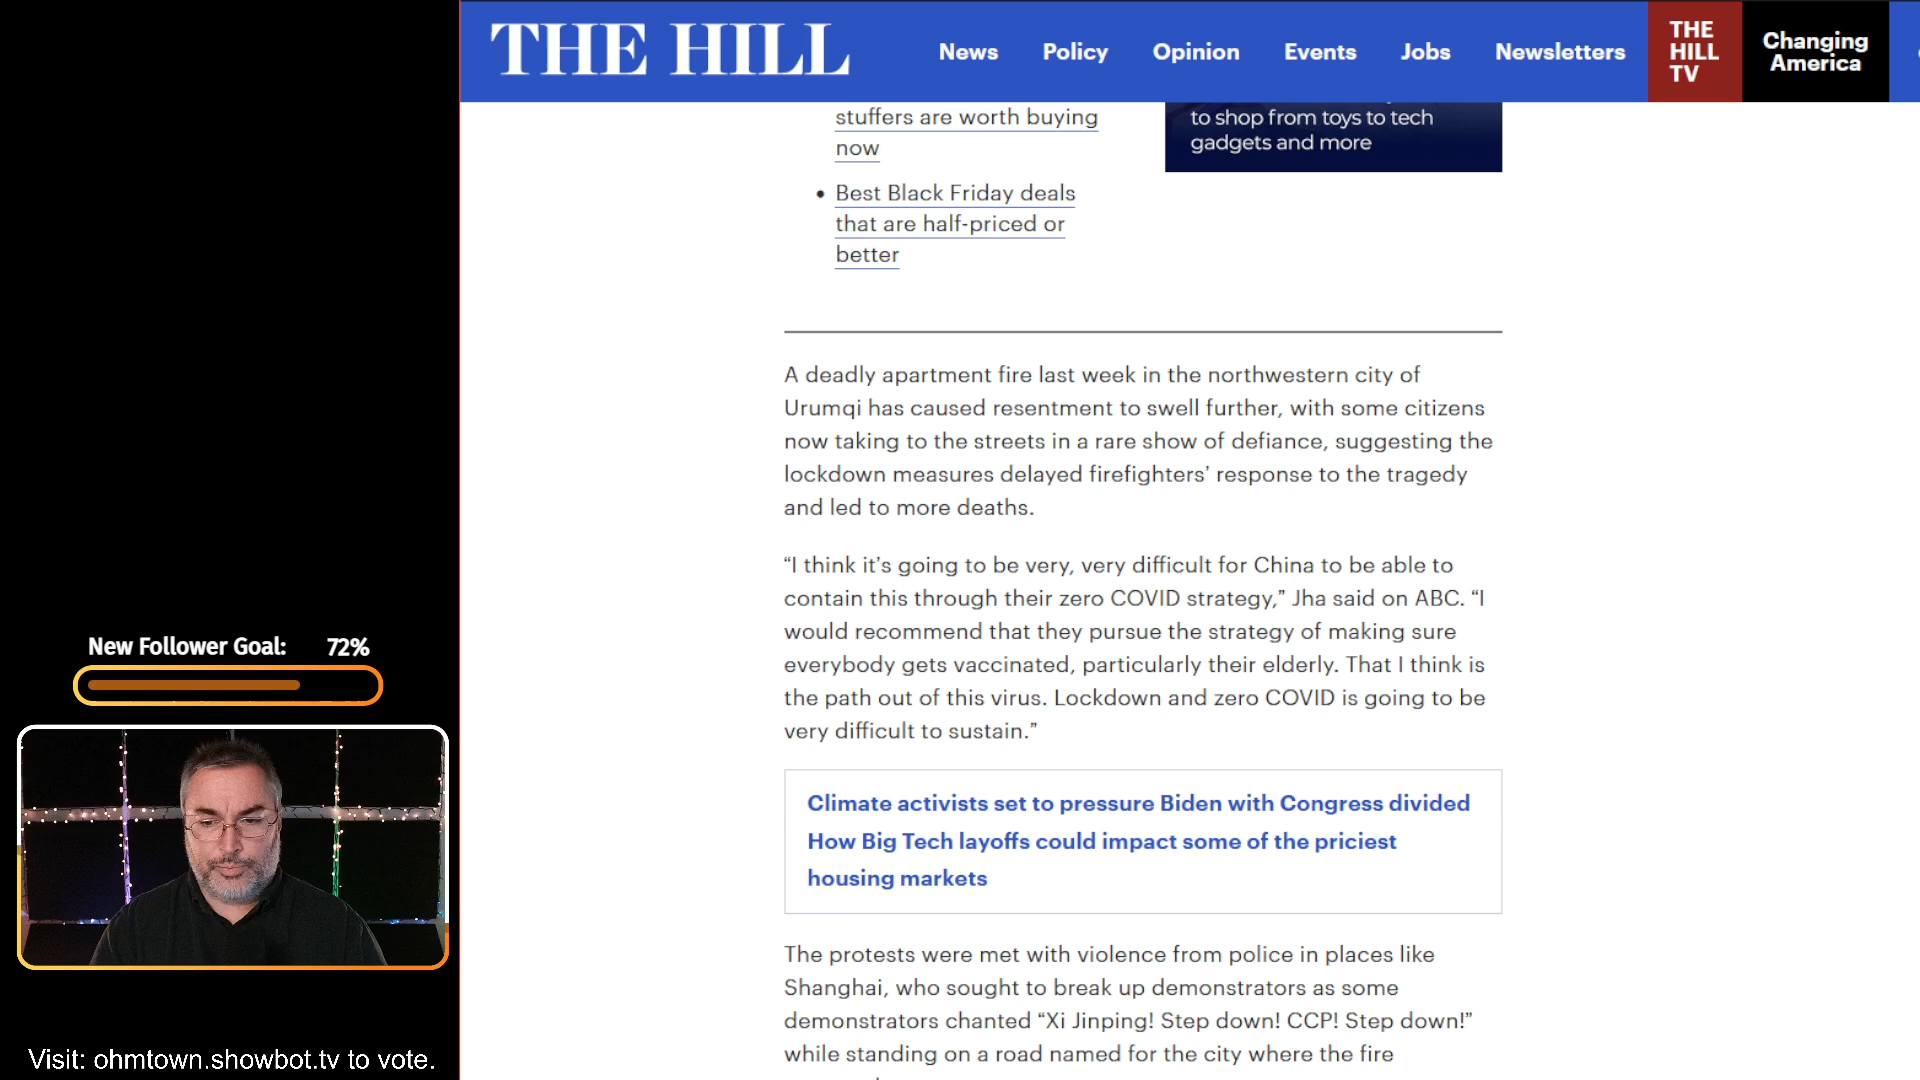 THE HILL
News
Policy
Opinion
Events
Jobs
Newsletters
THE
HILL
TV
Changing
America
stuffers are worth buying
now
to shop from toys to tech
gadgets and more
• Best Black Friday deals
that are half-priced or
better
A deadly apartment fire last week in the northwestern city of
Urumqi has caused resentment to swell further, with some citizens
now taking to the streets in a rare show of defiance, suggesting the
lockdown measures delayed firefighters’ response to the tragedy
and led to more deaths.
“I think it’s going to be very, very difficult for China to be able to
contain this through their zero COVID strategy,” Jha said on ABC. “I
would recommend that they pursue the strategy of making sure
everybody gets vaccinated, particularly their elderly. That I think is
the path out of this virus. Lockdown and zero COVID is going to be
very difficult to sustain.”
Climate activists set to pressure Biden with Congress divided
How Big Tech layoffs could impact some of the priciest
housing markets
The protests were met with violence from police in places like
Shanghai, who sought to break up demonstrators as some
demonstrators chanted “Xi Jinping! Step down! CCP! Step down!”
while standing on a road named for the city where the fire
New Follower Goal: 72%
Visit: ohmtown.showbot.tv to vote.